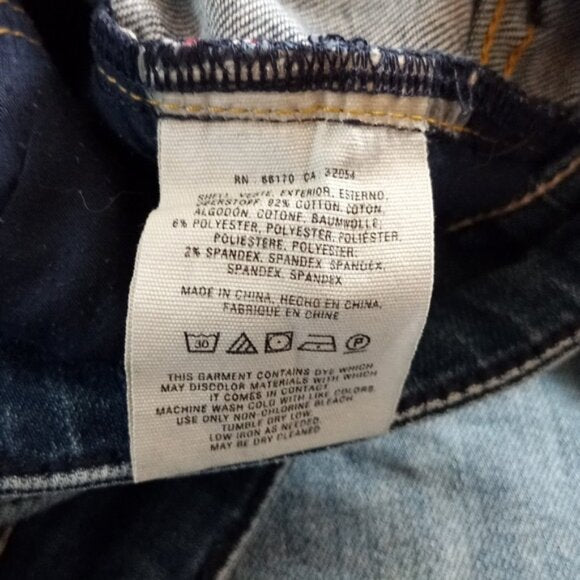 RN 66170 CA 32054
SHELL, VESTE, EXTERIOR, ESTERNO,
OBERSTOFF: 92% COTTON, COTON,
ALGODÓN, COTONE, BAUMWOLLE,
6% POLYESTER, POLYESTER, POLIÉSTER,
POLIESTERE, POLYESTER,
2% SPANDEX, SPANDEX, SPANDEX,
SPANDEX, SPANDEX
MADE IN CHINA, HECHO EN CHINA,
FABRIQUE EN CHINE
30 P
THIS GARMENT CONTAINS DYE WHICH
MAY DISCOLOR MATERIALS WITH WHICH
IT COMES IN CONTACT.
MACHINE WASH COLD WITH LIKE COLORS.
USE ONLY NON-CHLORINE BLEACH
TUMBLE DRY LOW
LOW IRON AS NEEDED.
MAY BE DRY CLEANED